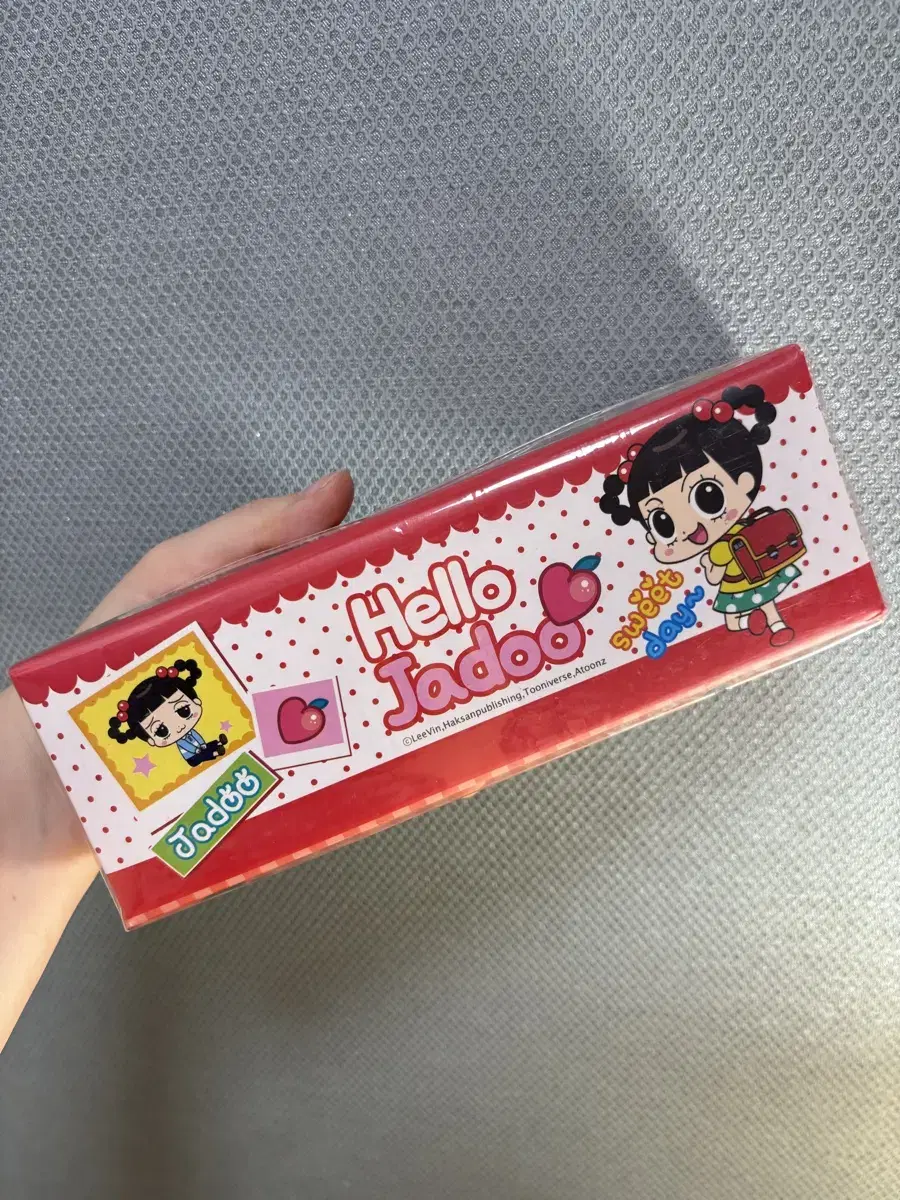 Hello
Jadoo
sweet
day~
©LeeVin,Haksanpublishing,Tooniverse,Atoonz
Jadoo